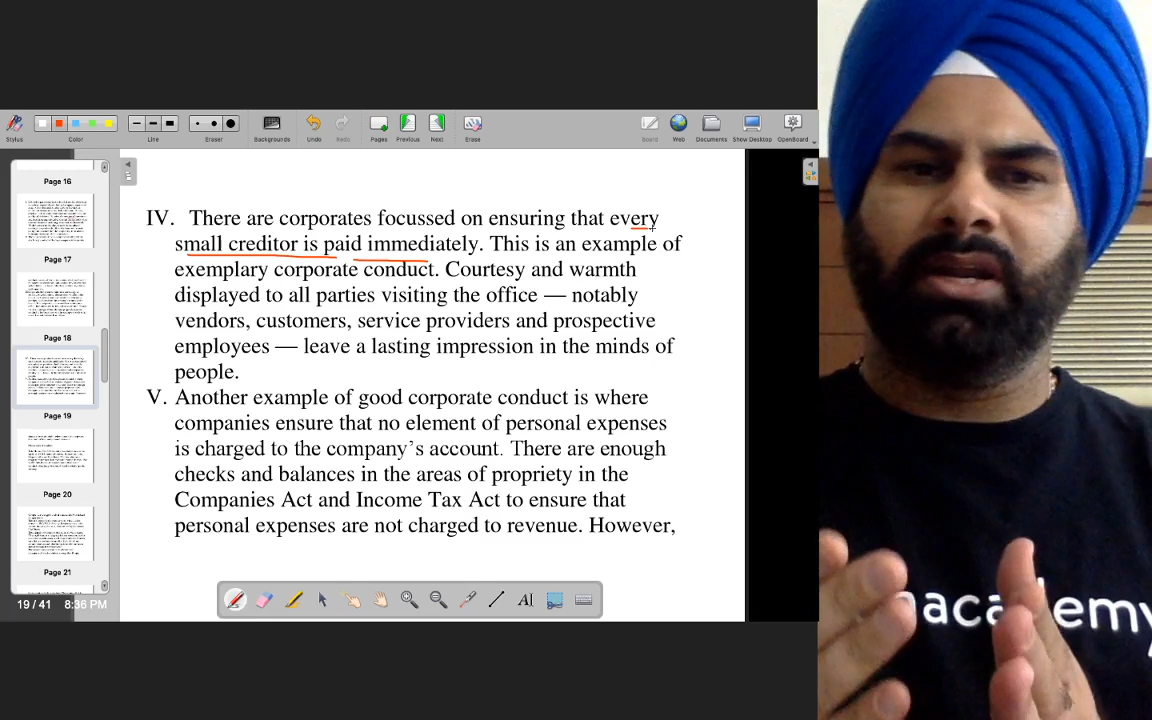 Stylus
Color
Line
Eraser
Backgrounds
Undo
Redo
Pages
Previous
Next
Erase
Board
Web
Documents
Show Desktop
OpenBoard
Page 16
Page 17
Page 18
Page 19
Page 20
Page 21
19 / 41 8:36 PM
IV. There are corporates focussed on ensuring that every
small creditor is paid immediately. This is an example of
exemplary corporate conduct. Courtesy and warmth
displayed to all parties visiting the office — notably
vendors, customers, service providers and prospective
employees — leave a lasting impression in the minds of
people.
V. Another example of good corporate conduct is where
companies ensure that no element of personal expenses
is charged to the company’s account. There are enough
checks and balances in the areas of propriety in the
Companies Act and Income Tax Act to ensure that
personal expenses are not charged to revenue. However,